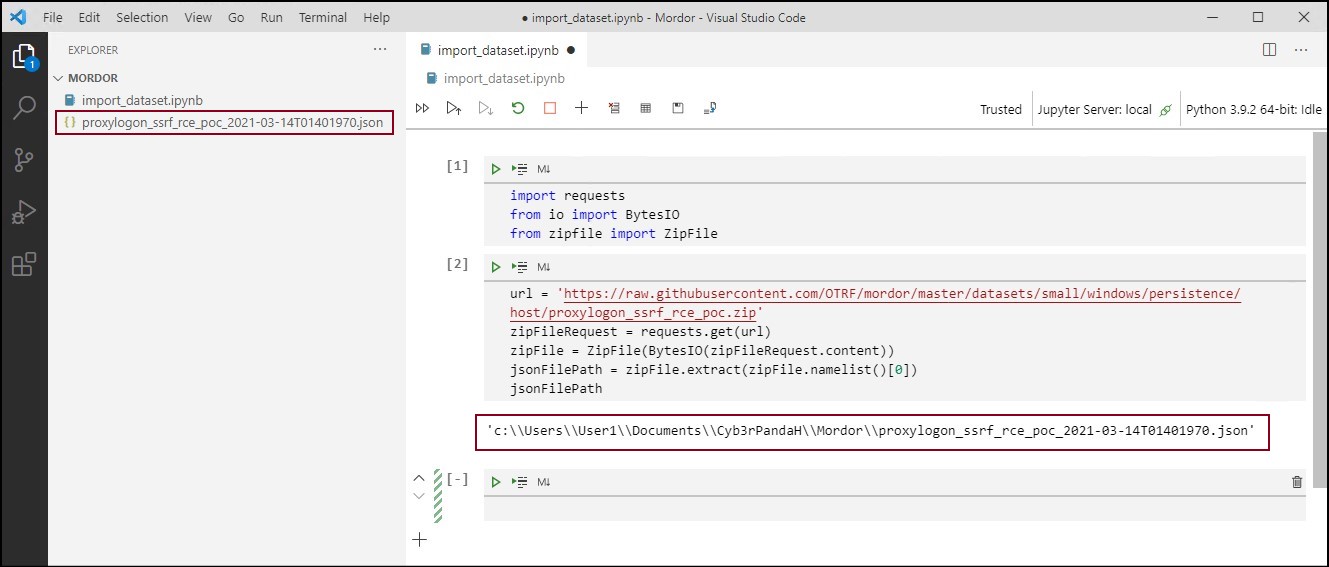 File Edit Selection View Go Run Terminal Help
● import_dataset.ipynb - Mordor - Visual Studio Code
1
EXPLORER
MORDOR
import_dataset.ipynb
{} proxylogon_ssrf_rce_poc_2021-03-14T01401970.json
import_dataset.ipynb ●
import_dataset.ipynb
Trusted
Jupyter Server: local
Python 3.9.2 64-bit: Idle
[1]
M↓
import requests
from io import BytesIO
from zipfile import ZipFile
[2]
M↓
url = 'https://raw.githubusercontent.com/OTRF/mordor/master/datasets/small/windows/persistence/
host/proxylogon_ssrf_rce_poc.zip'
zipFileRequest = requests.get(url)
zipFile = ZipFile(BytesIO(zipFileRequest.content))
jsonFilePath = zipFile.extract(zipFile.namelist()[0])
jsonFilePath
'c:\\Users\\User1\\Documents\\Cyb3rPandaH\\Mordor\\proxylogon_ssrf_rce_poc_2021-03-14T01401970.json'
[-]
M↓